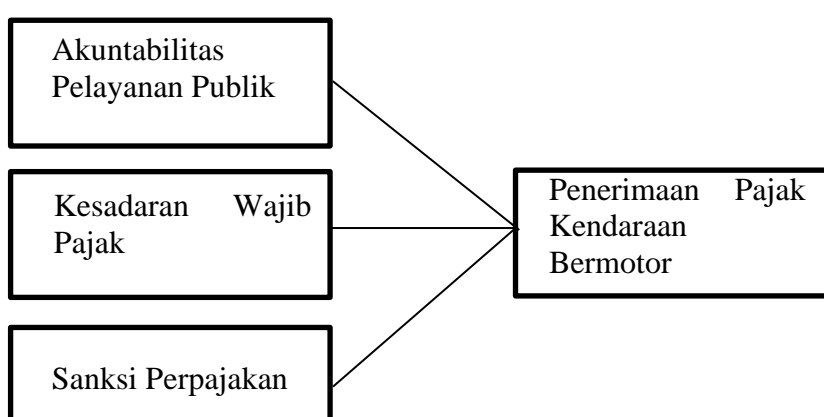 Akuntabilitas
Pelayanan Publik
Kesadaran Wajib
Pajak
Sanksi Perpajakan
Penerimaan Pajak
Kendaraan
Bermotor